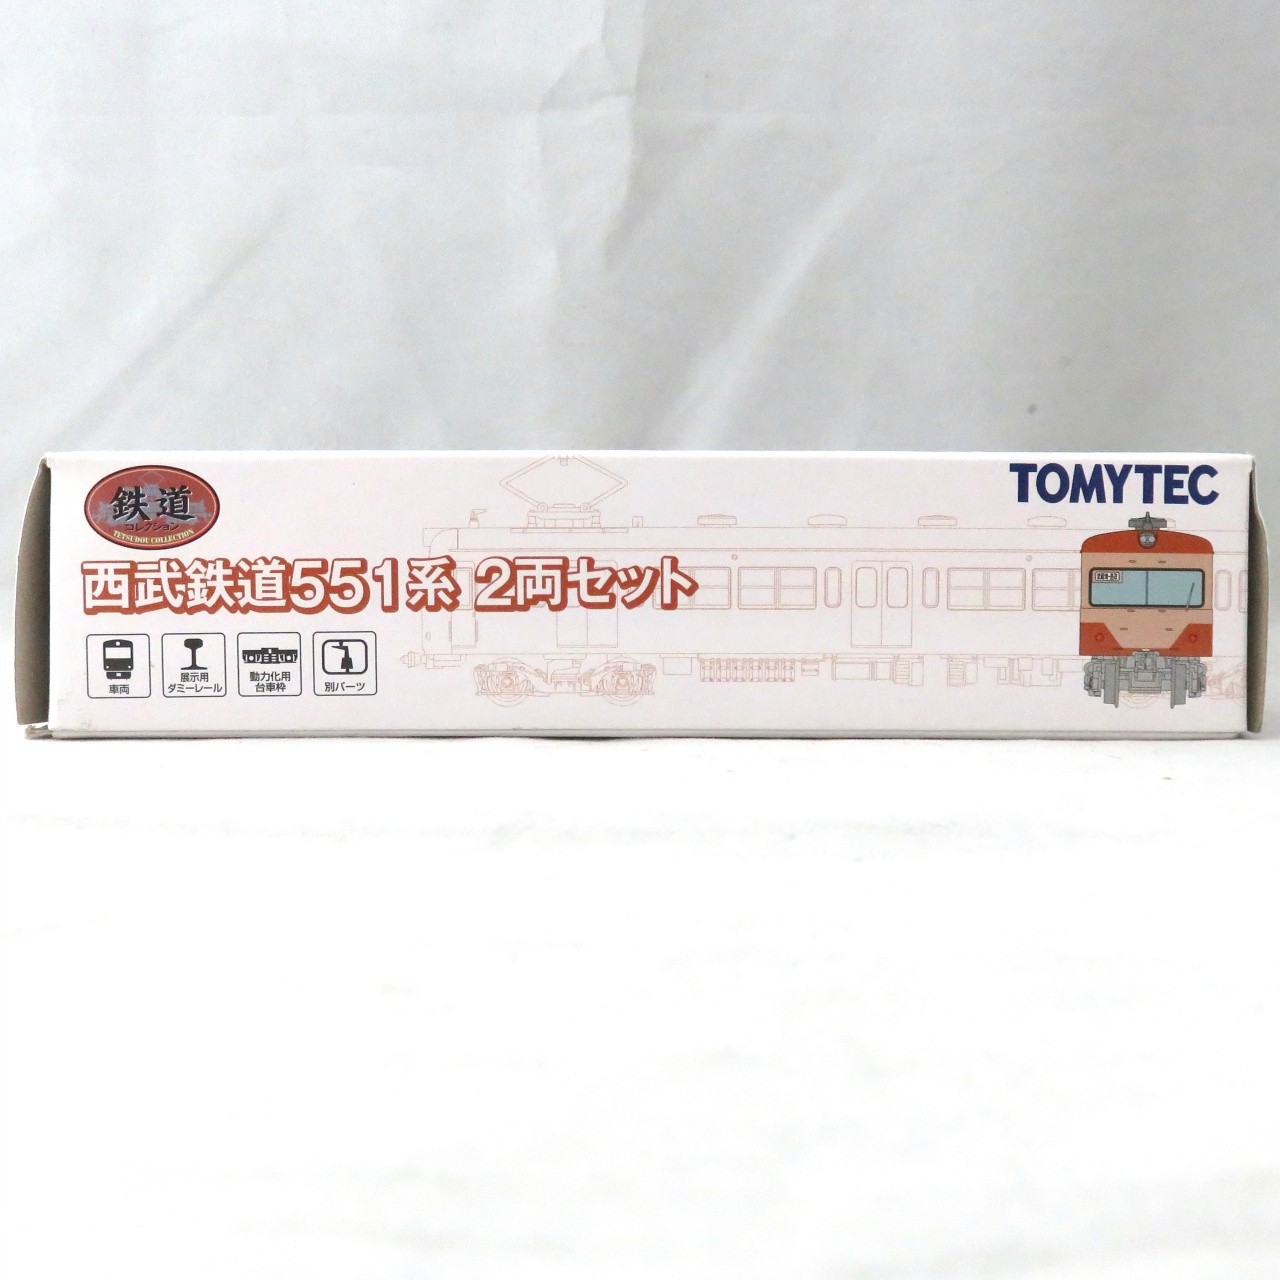 鉄道
コレクション
TETSUDOU COLLECTION
TOMYTEC
西武鉄道551系 2両セット
車両
展示用
ダミーレール
動力化用
台車枠
別パーツ